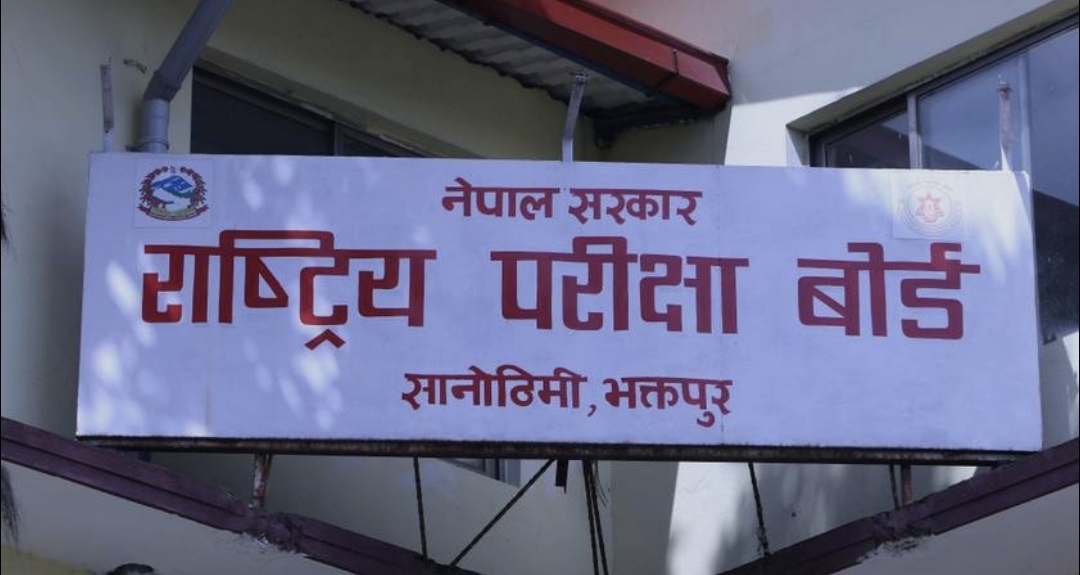 नेपाल सरकार
राष्ट्रिय परीक्षा बोर्ड
सानोठिमी, भक्तपुर